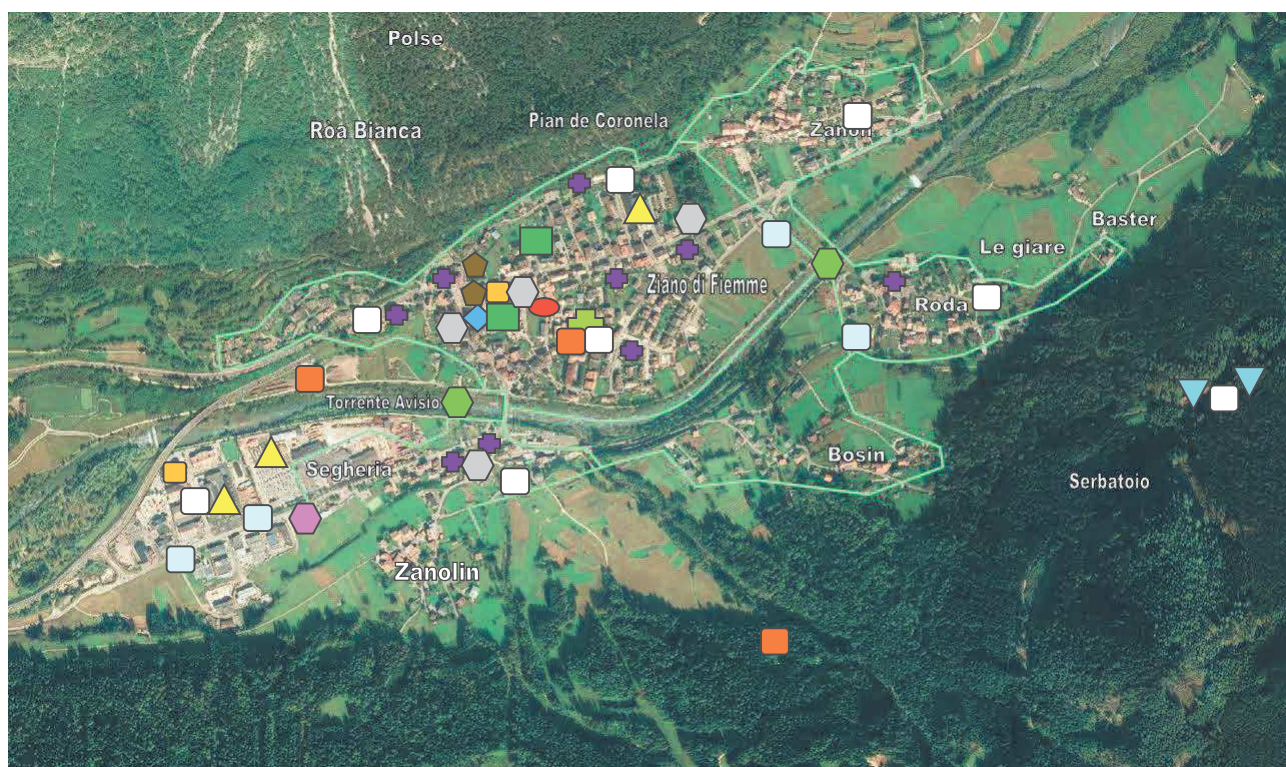 Polse
Roa Bianca
Pian de Coronela
Zanon
Baster
Le giare
Ziano di Fiemme
Roda
Torrente Avisio
Segheria
Bosin
Serbatoio
Zanolin